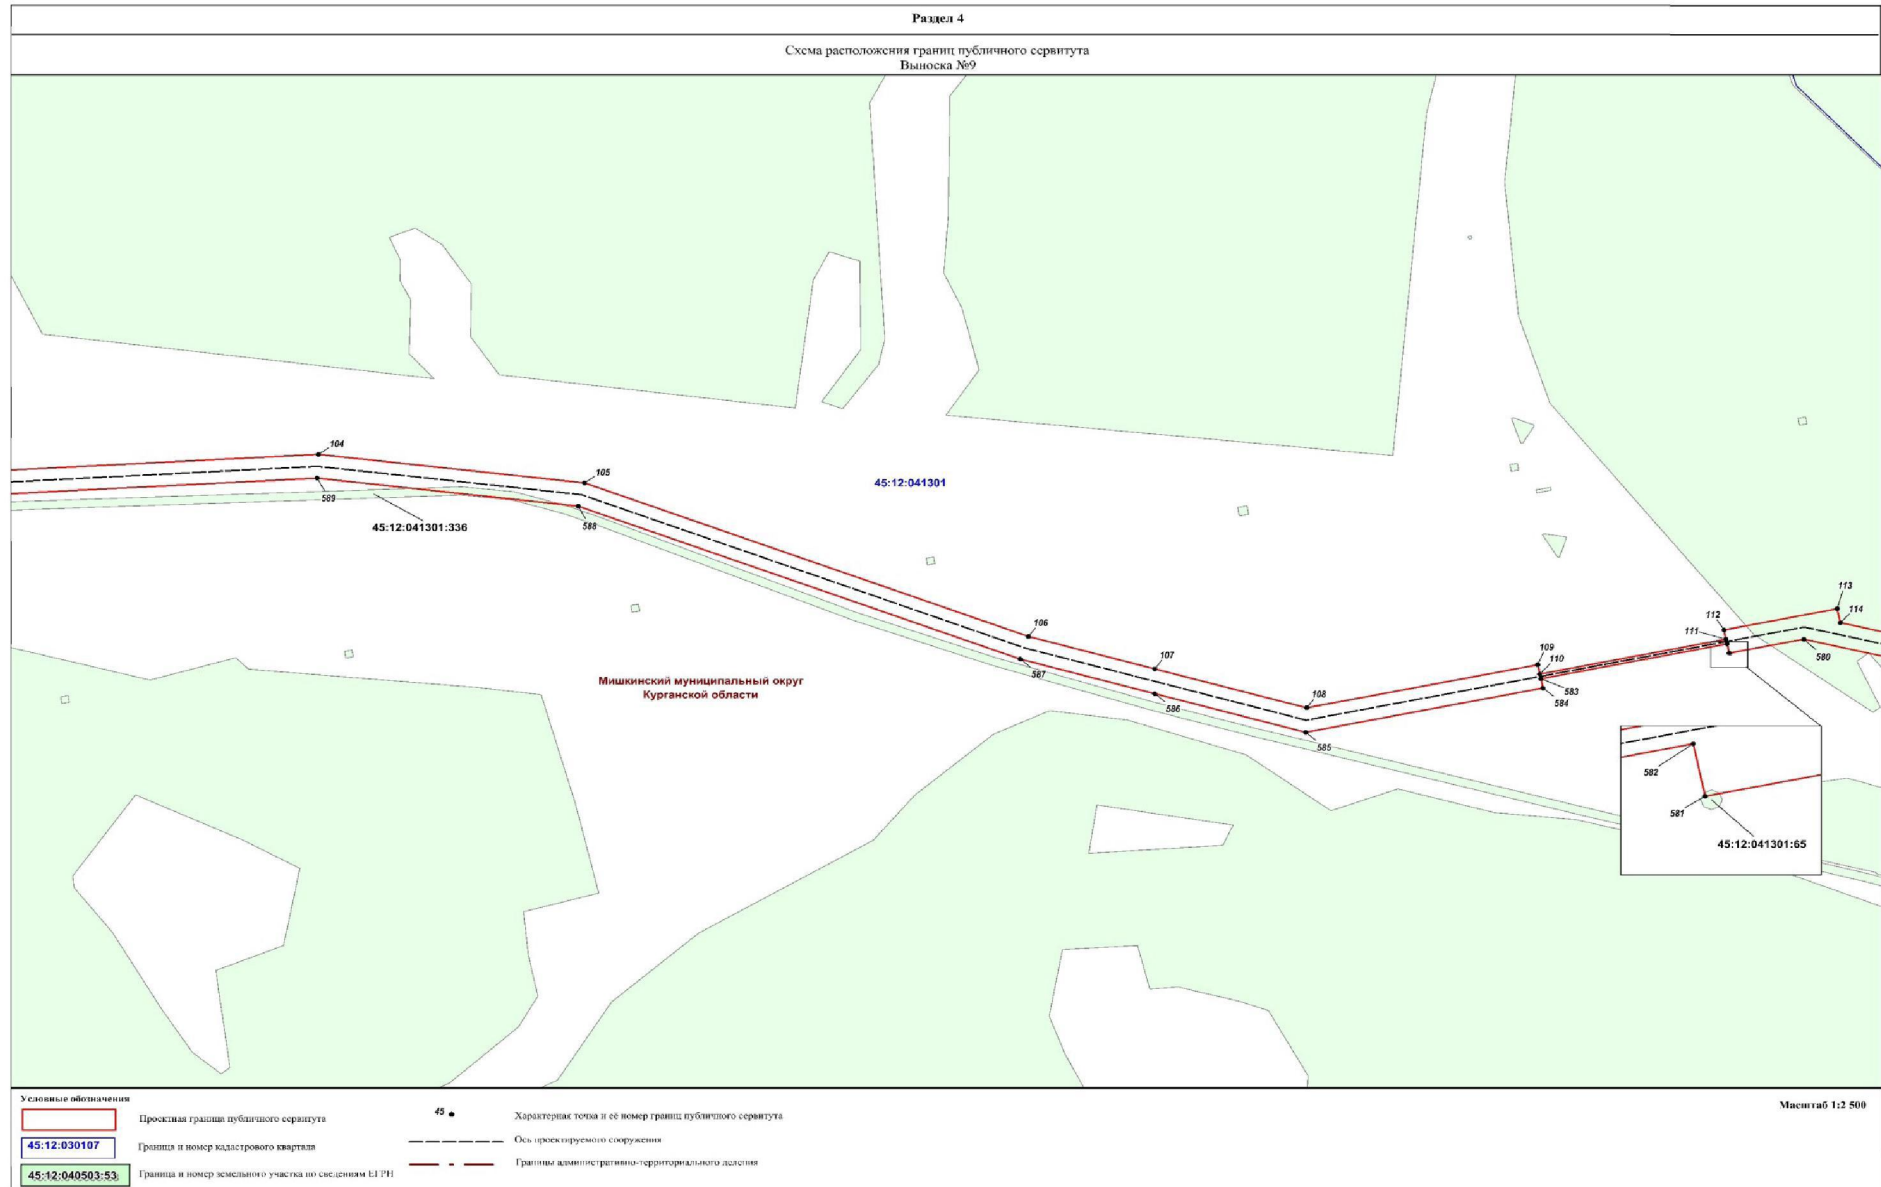 Раздел 4
Схема расположения границ публичного сервитута
Выноска №9
104
105
589
588
45:12:041301:336
45:12:041301
106
107
587
586
Мишкинский муниципальный округ
Курганской области
108
585
109
110
583
584
112
111
113
114
580
582
581
45:12:041301:65
Условные обозначения
Проектная граница публичного сервитута
45:12:030107
Граница и номер кадастрового квартала
45:12:040503:53
Граница и номер земельного участка по сведениям ЕГРН
45
Характерная точка и её номер границ публичного сервитута
Ось проектируемого сооружения
Границы административно-территориального деления
Масштаб 1:2 500